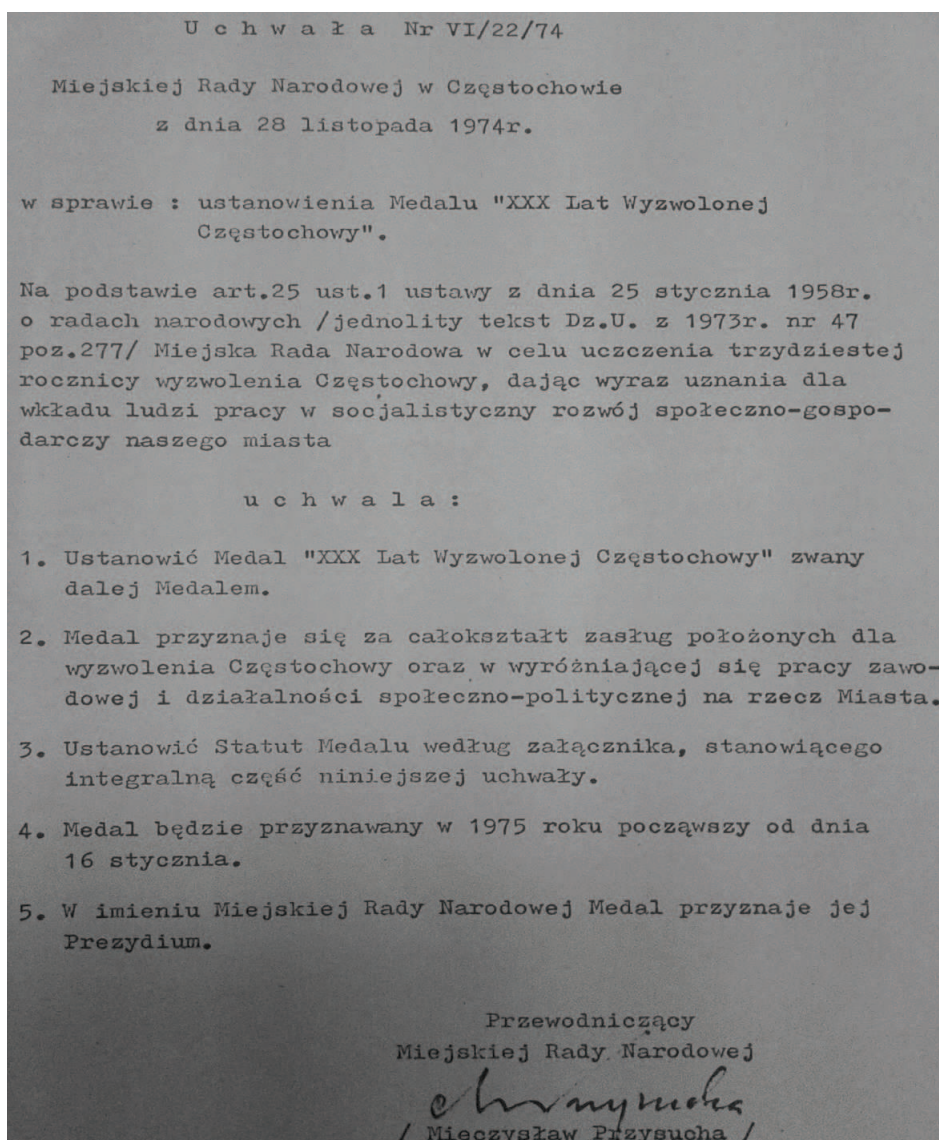 U c h w a ł a Nr VI/22/74
Miejskiej Rady Narodowej w Częstochowie
z dnia 28 listopada 1974r.
w sprawie : ustanowienia Medalu "XXX Lat Wyzwolonej
Częstochowy".
Na podstawie art.25 ust.1 ustawy z dnia 25 stycznia 1958r.
o radach narodowych /jednolity tekst Dz.U. z 1973r. nr 47
poz.277/ Miejska Rada Narodowa w celu uczczenia trzydziestej
rocznicy wyzwolenia Częstochowy, dając wyraz uznania dla
wkładu ludzi pracy w socjalistyczny rozwój społeczno-gospo-
darczy naszego miasta
u c h w a l a :
1. Ustanowić Medal "XXX Lat Wyzwolonej Częstochowy" zwany
dalej Medalem.
2. Medal przyznaje się za całokształt zasług położonych dla
wyzwolenia Częstochowy oraz w wyróżniającej się pracy zawo-
dowej i działalności społeczno-politycznej na rzecz Miasta.
3. Ustanowić Statut Medalu według załącznika, stanowiącego
integralną część niniejszej uchwały.
4. Medal będzie przyznawany w 1975 roku począwszy od dnia
16 stycznia.
5. W imieniu Miejskiej Rady Narodowej Medal przyznaje jej
Prezydium.
Przewodniczący
Miejskiej Rady Narodowej
/ Mieczysław Przysucha /